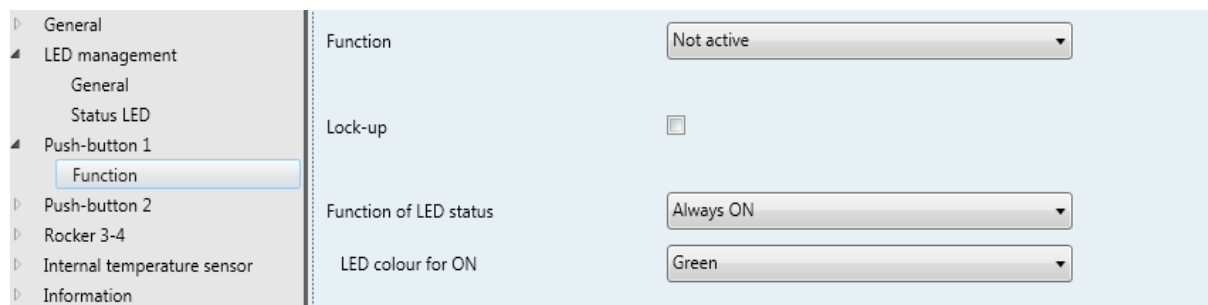 General
LED management
General
Status LED
Push-button 1
Function
Push-button 2
Rocker 3-4
Internal temperature sensor
Information
Function
Not active
Lock-up
Function of LED status
Always ON
LED colour for ON
Green